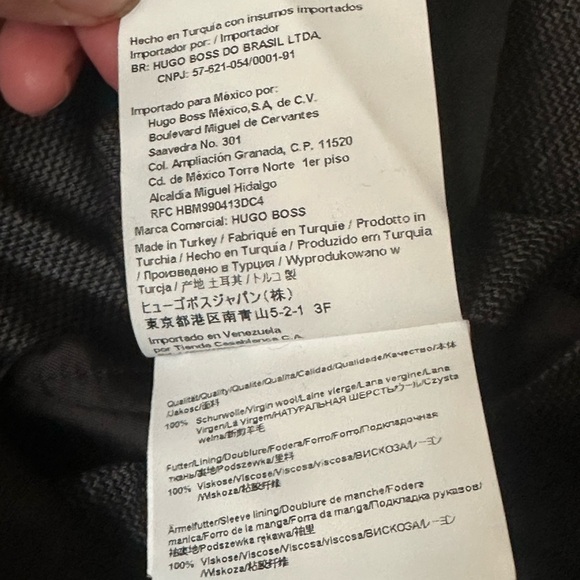 Hecho en Turquía con insumos importados
Importador por: / Importador
BR: HUGO BOSS DO BRASIL LTDA.
CNPJ: 57-621-054/0001-91
Importado para México por:
Hugo Boss México,S.A, de C.V.
Boulevard Miguel de Cervantes
Saavedra No. 301
Col. Ampliación Granada, C.P. 11520
Cd. de México Torre Norte 1er piso
Alcaldía Miguel Hidalgo
RFC HBM990413DC4
Marca Comercial: HUGO BOSS
Made in Turkey / Fabriqué en Turquie / Prodotto in
Turchia / Hecho en Turquía / Produzido em Turquia
/ Произведено в Турции / Wyprodukowano w
Turcja / 产地 土耳其 / トルコ 製
ヒューゴボスジャパン(株)
東京都港区南青山5-2-1 3F
Importado en Venezuela
por Tienda Casablanca C.A.
Qualität/Quality/Qualite/Qualita/Calidad/Qualidade/Качество/本体
/Jakosc/面料
100% Schurwolle/Virgin wool/Laine vierge/Lana vergine/Lana
Virgen/Lã Virgem/НАТУРАЛЬНАЯ ШЕРСТЬ/ウール/Czysta
wełna/新剪羊毛
Futter/Lining/Doublure/Fodera/Forro/Forro/Подкладочная
ткань/裏地/Podszewka/里料
100% Viskose/Viscose/Viscosa/viscosa/ВИСКОЗА/レーヨン
/Wiskoza/粘胶纤维
Ärmelfutter/Sleeve lining/Doublure de manche/Fodera
manica/Forro de la manga/Forra da manga/Подкладка рукавов/
袖裏地/Podszewka rękawa/袖里
100% Viskose/Viscose/Viscosa/viscosa/ВИСКОЗА/レーヨン
/Wiskoza/粘胶纤维